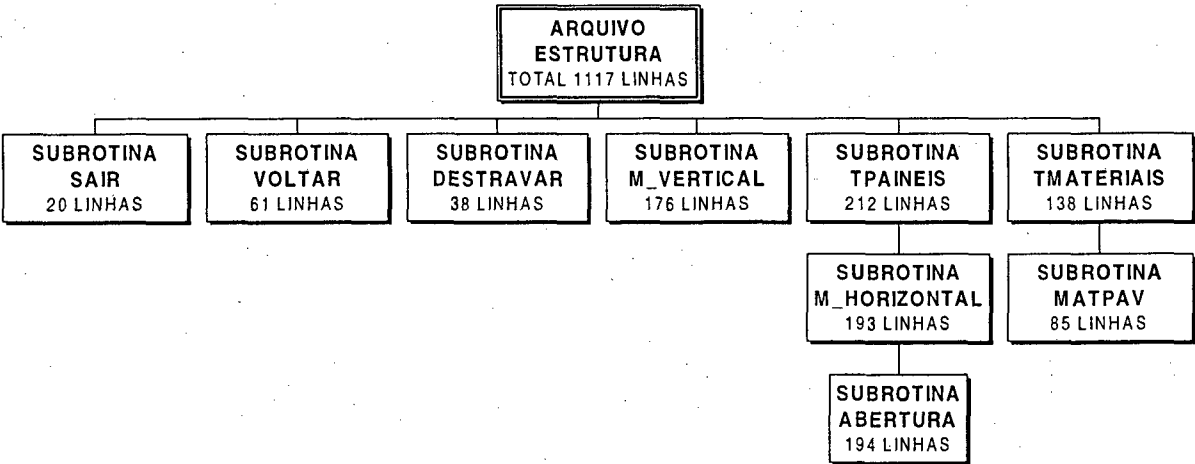 ARQUIVO
ESTRUTURA
TOTAL 1117 LINHAS
SUBROTINA
SAIR
20 LINHAS
SUBROTINA
VOLTAR
61 LINHAS
SUBROTINA
DESTRAVAR
38 LINHAS
SUBROTINA
M_VERTICAL
176 LINHAS
SUBROTINA
TPAINEIS
212 LINHAS
SUBROTINA
TMATERIAIS
138 LINHAS
SUBROTINA
M_HORIZONTAL
193 LINHAS
SUBROTINA
MATPAV
85 LINHAS
SUBROTINA
ABERTURA
194 LINHAS